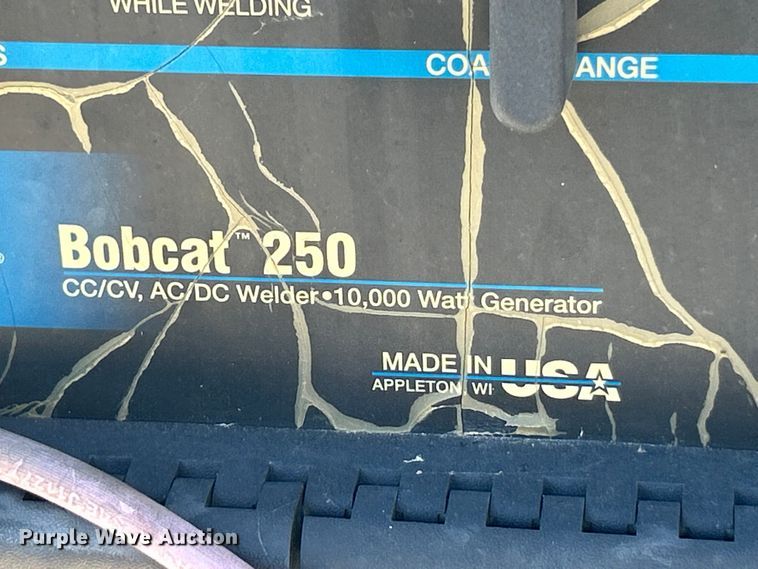 WHILE WELDING
S
COA ANGE
®
Bobcat™ 250
CC/CV, AC/DC Welder•10,000 Watt Generator
MADE IN USA
APPLETON, WI
Purple Wave Auction